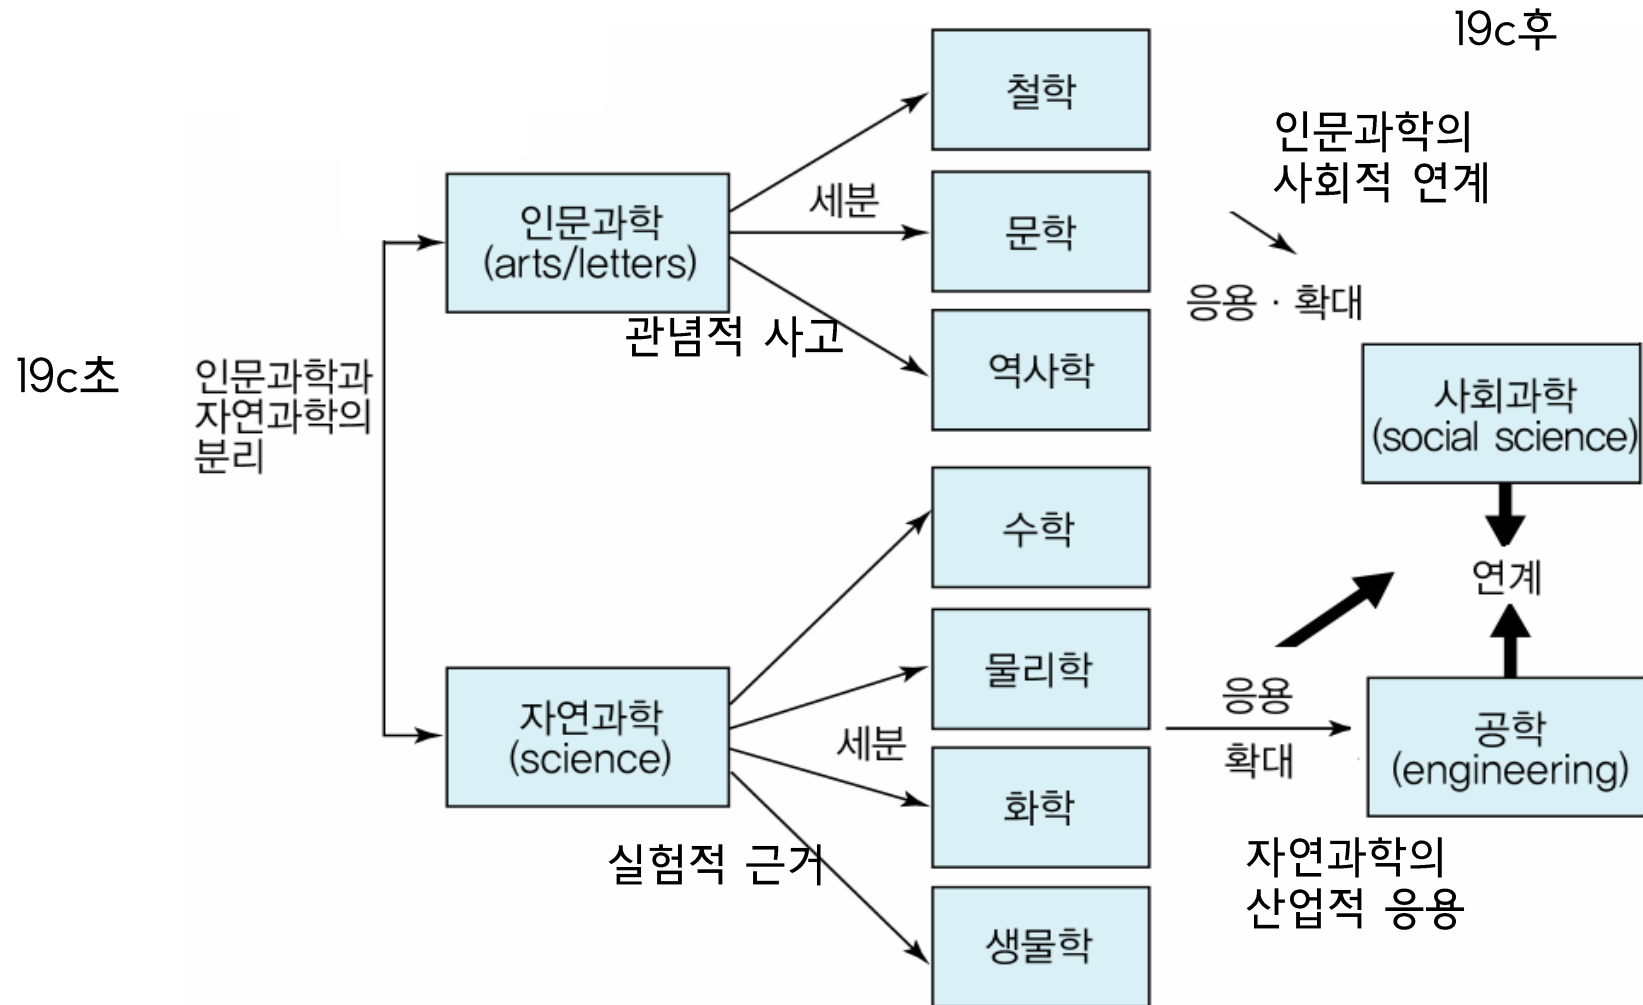 19c후
철학
인문과학의
사회적 연계
인문과학
(arts/letters)
세분
문학
응용 · 확대
관념적 사고
역사학
19c초
인문과학과
자연과학의
분리
사회과학
(social science)
수학
연계
물리학
자연과학
(science)
세분
응용
확대
공학
(engineering)
화학
실험적 근거
자연과학의
산업적 응용
생물학